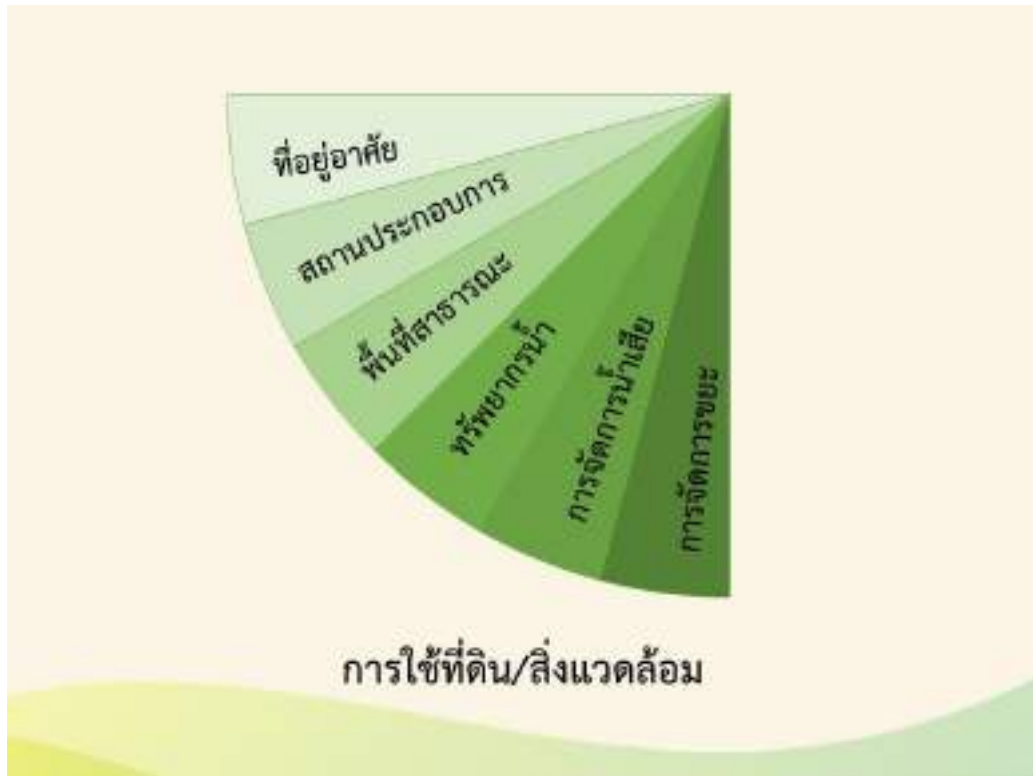 ที่อยู่อาศัย
สถานประกอบการ
พื้นที่สาธารณะ
ทรัพยากรน้ำ
การจัดการน้ำเสีย
การจัดการขยะ
การใช้ที่ดิน/สิ่งแวดล้อม